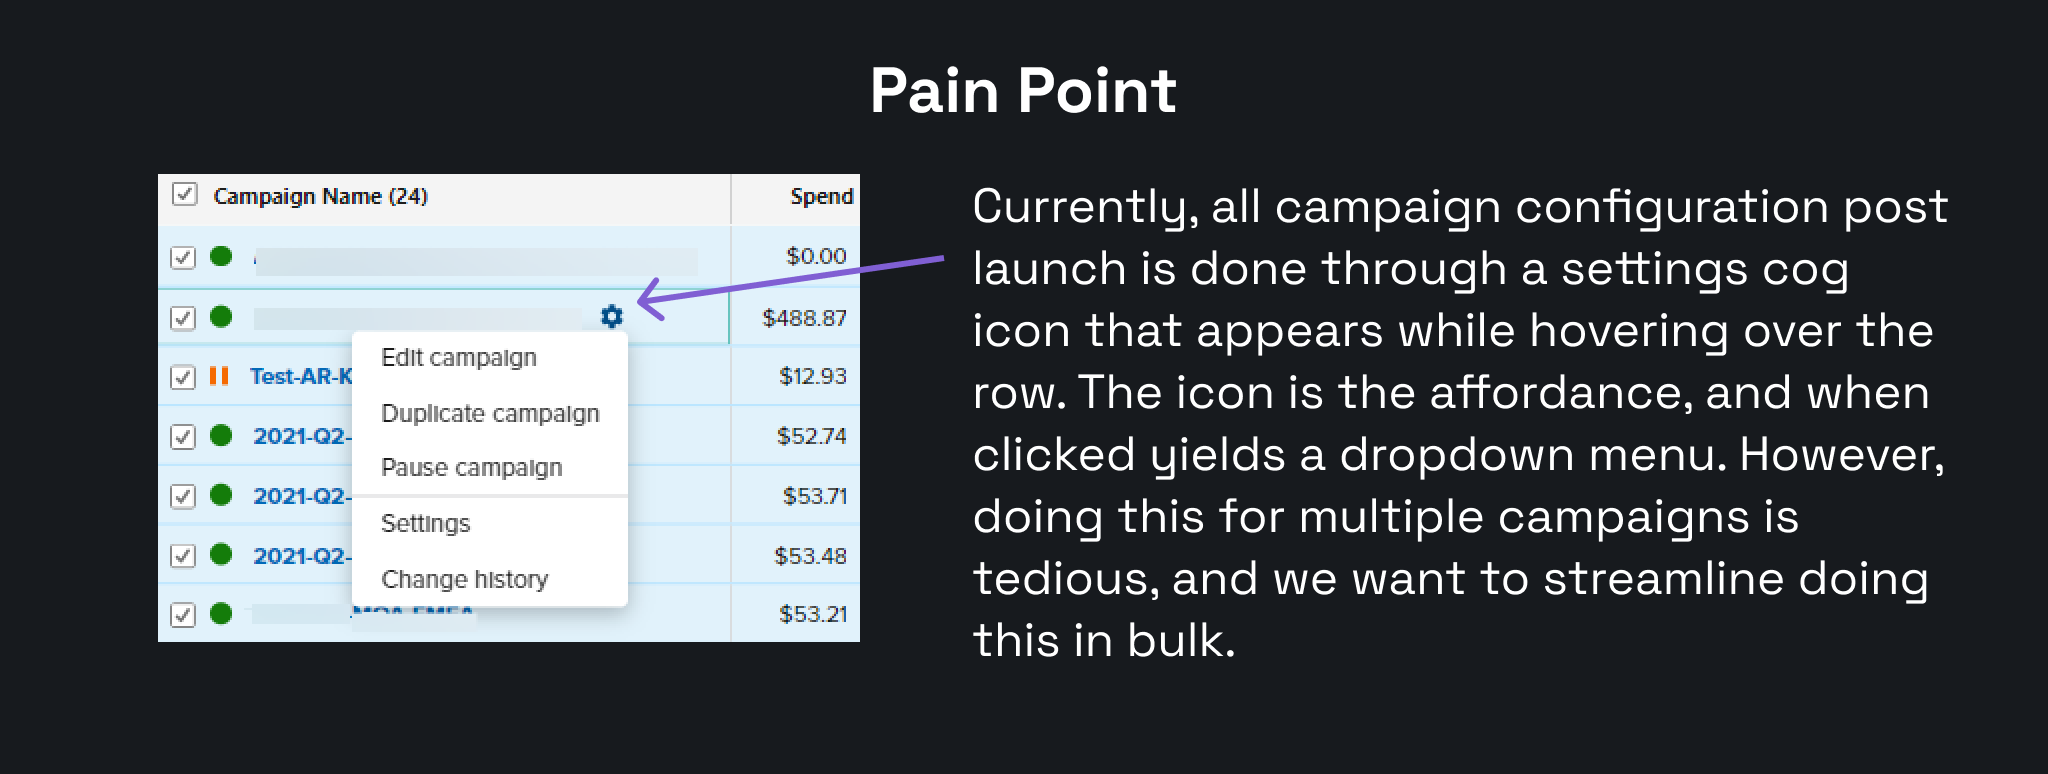 Pain Point
Campaign Name (24) Spend
$0.00
$488.87
Edit campaign
Test-AR-K $12.93
Duplicate campaign
2021-Q2- $52.74
Pause campaign
2021-Q2- $53.71
Settings
2021-Q2- $53.48
Change history
$53.21
Currently, all campaign configuration post
launch is done through a settings cog
icon that appears while hovering over the
row. The icon is the affordance, and when
clicked yields a dropdown menu. However,
doing this for multiple campaigns is
tedious, and we want to streamline doing
this in bulk.